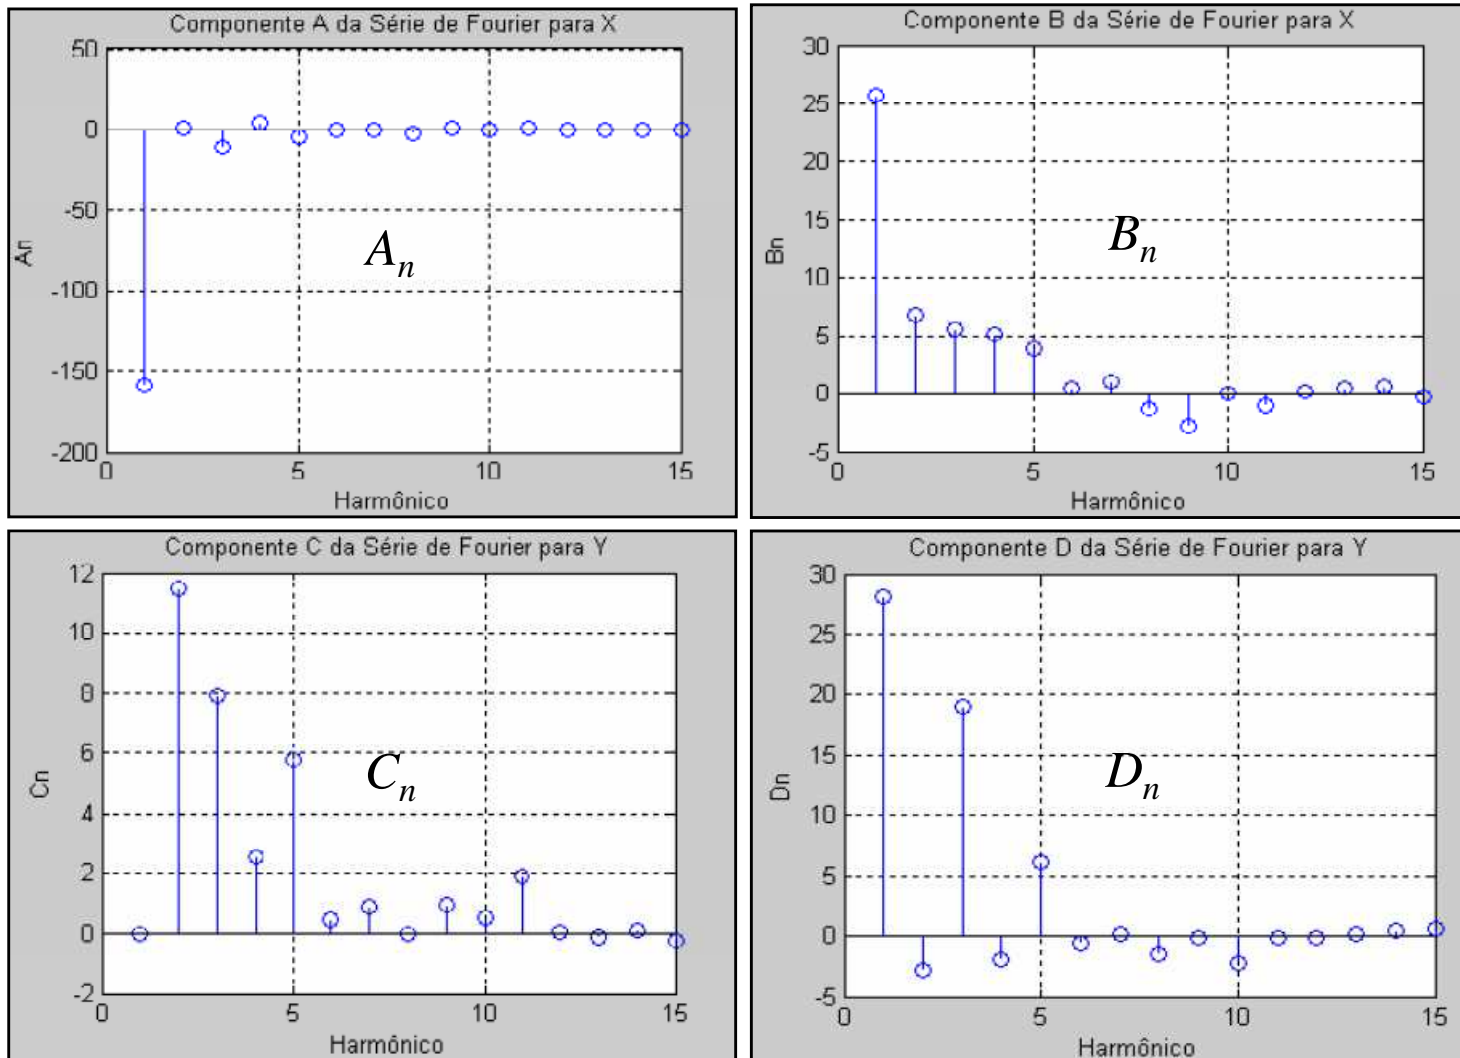 Componente A da Série de Fourier para X
50
0
-50
-100
-150
-200
An
A_n
0 5 10 15
Harmônico
Componente B da Série de Fourier para X
30
25
20
15
10
5
0
-5
Bn
B_n
0 5 10 15
Harmônico
Componente C da Série de Fourier para Y
12
10
8
6
4
2
0
-2
Cn
C_n
0 5 10 15
Harmônico
Componente D da Série de Fourier para Y
30
25
20
15
10
5
0
-5
Dn
D_n
0 5 10 15
Harmônico